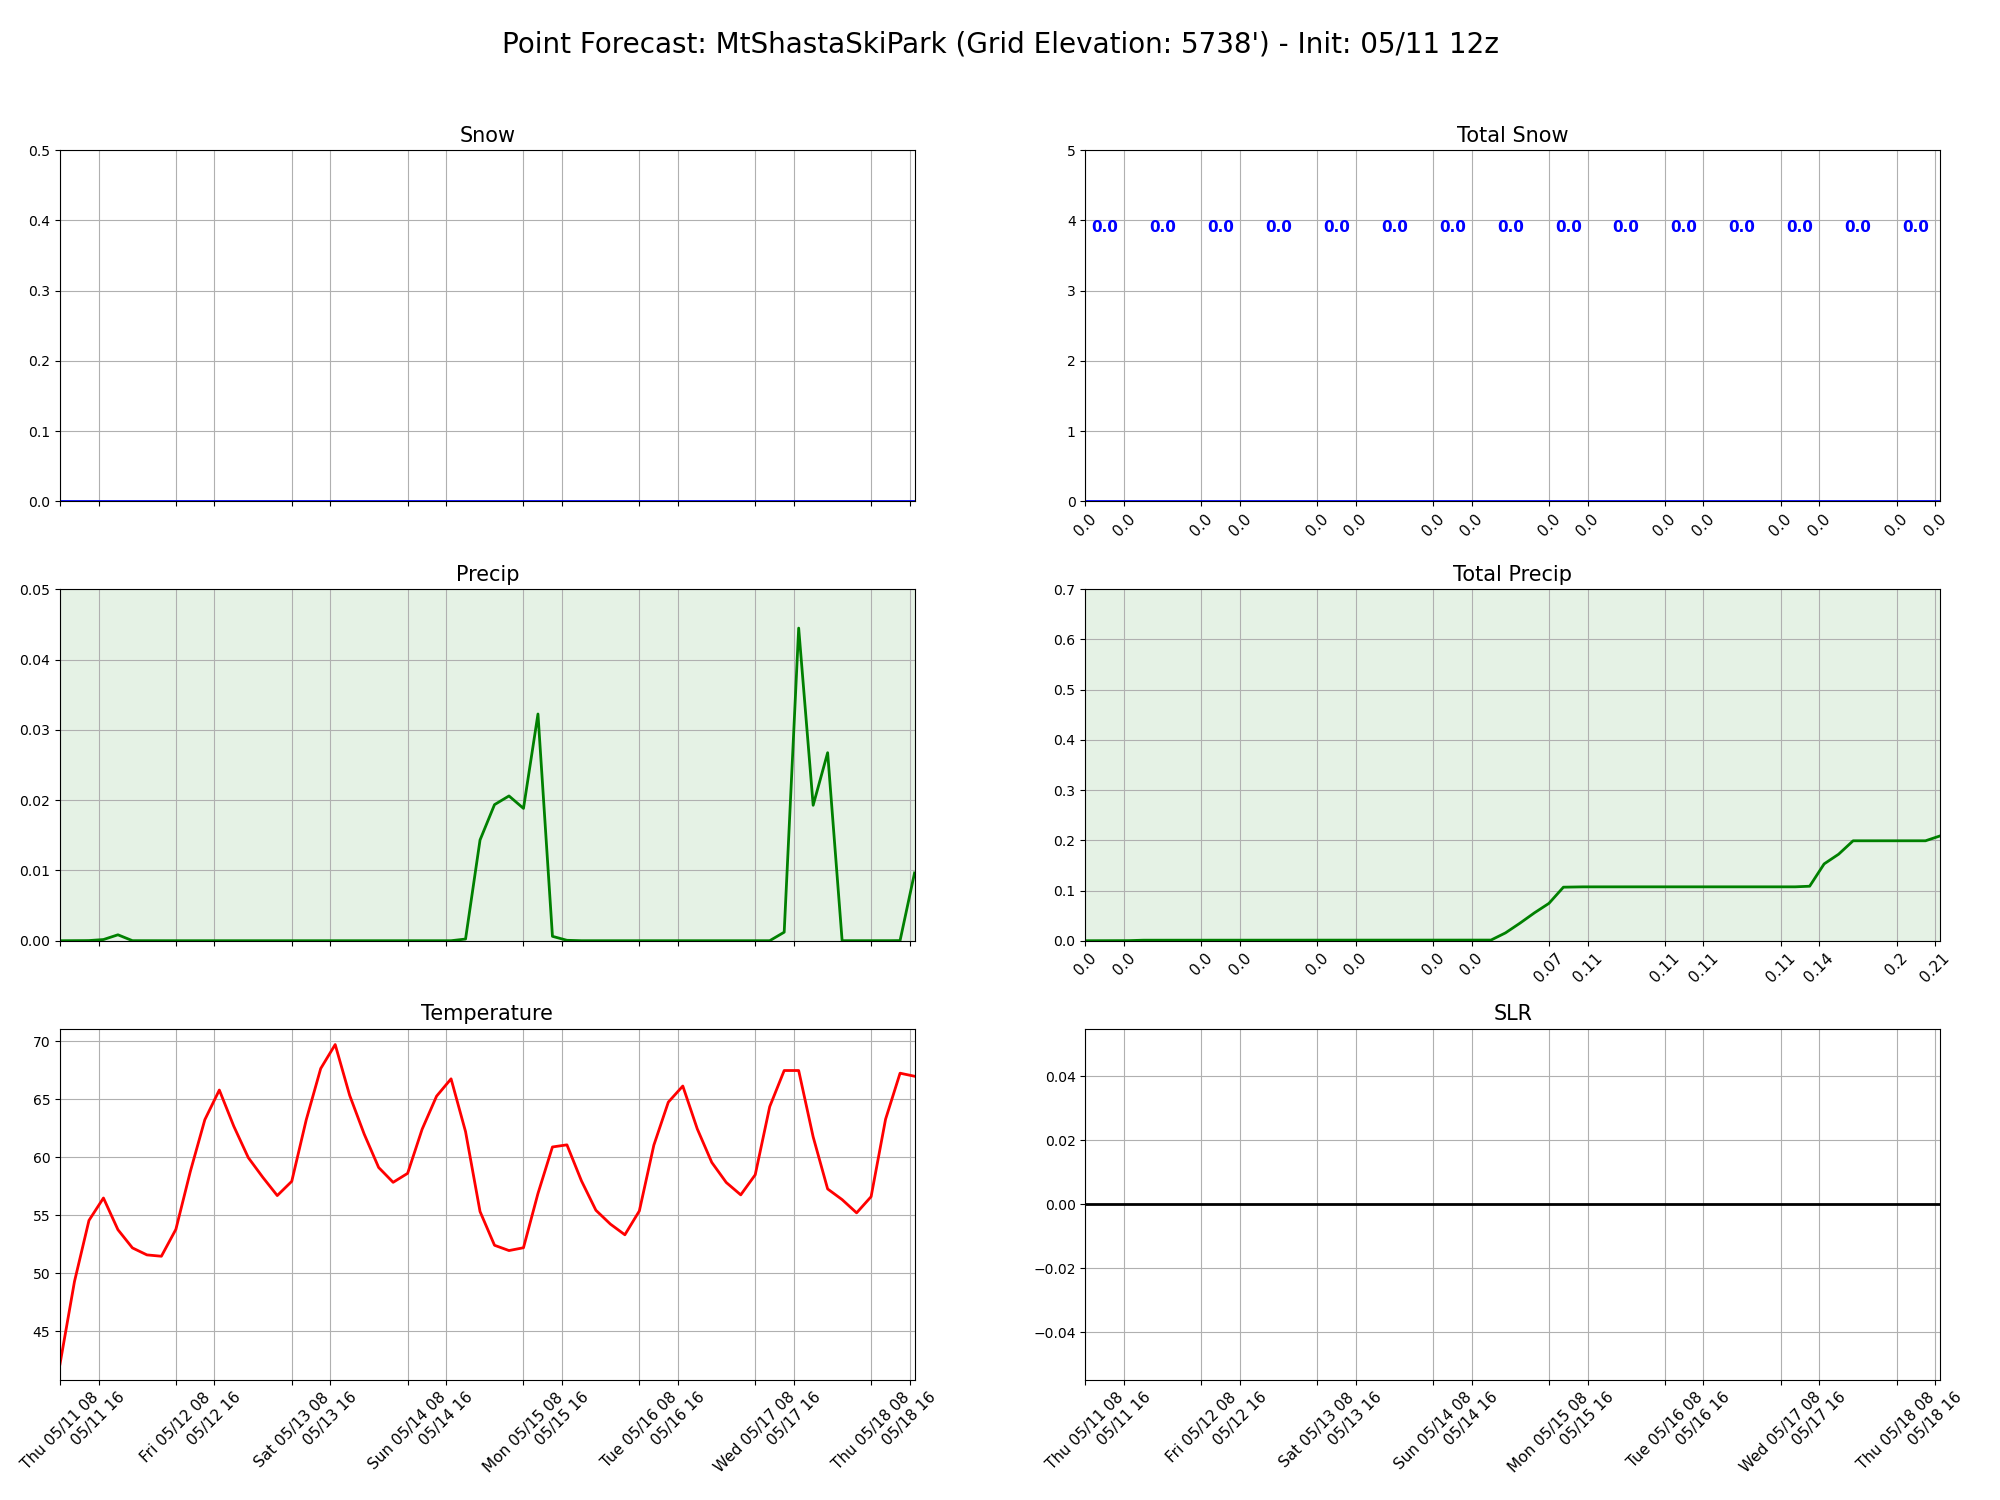 Point Forecast: MtShastaSkiPark (Grid Elevation: 5738') - Init: 05/11 12z
Snow
0.5
0.4
0.3
0.2
0.1
0.0
Total Snow
5
4
3
2
1
0
0.0 0.0 0.0 0.0 0.0 0.0 0.0 0.0 0.0 0.0 0.0 0.0 0.0 0.0 0.0
0.0 0.0 0.0 0.0 0.0 0.0 0.0 0.0 0.0 0.0 0.0 0.0 0.0 0.0 0.0 0.0
Precip
0.05
0.04
0.03
0.02
0.01
0.00
Total Precip
0.7
0.6
0.5
0.4
0.3
0.2
0.1
0.0
0.0 0.0 0.0 0.0 0.0 0.0 0.0 0.0 0.07 0.11 0.11 0.11 0.11 0.14 0.2 0.21
Temperature
70
65
60
55
50
45
Thu 05/11 08
05/11 16
Fri 05/12 08
05/12 16
Sat 05/13 08
05/13 16
Sun 05/14 08
05/14 16
Mon 05/15 08
05/15 16
Tue 05/16 08
05/16 16
Wed 05/17 08
05/17 16
Thu 05/18 08
05/18 16
SLR
0.04
0.02
0.00
−0.02
−0.04
Thu 05/11 08
05/11 16
Fri 05/12 08
05/12 16
Sat 05/13 08
05/13 16
Sun 05/14 08
05/14 16
Mon 05/15 08
05/15 16
Tue 05/16 08
05/16 16
Wed 05/17 08
05/17 16
Thu 05/18 08
05/18 16